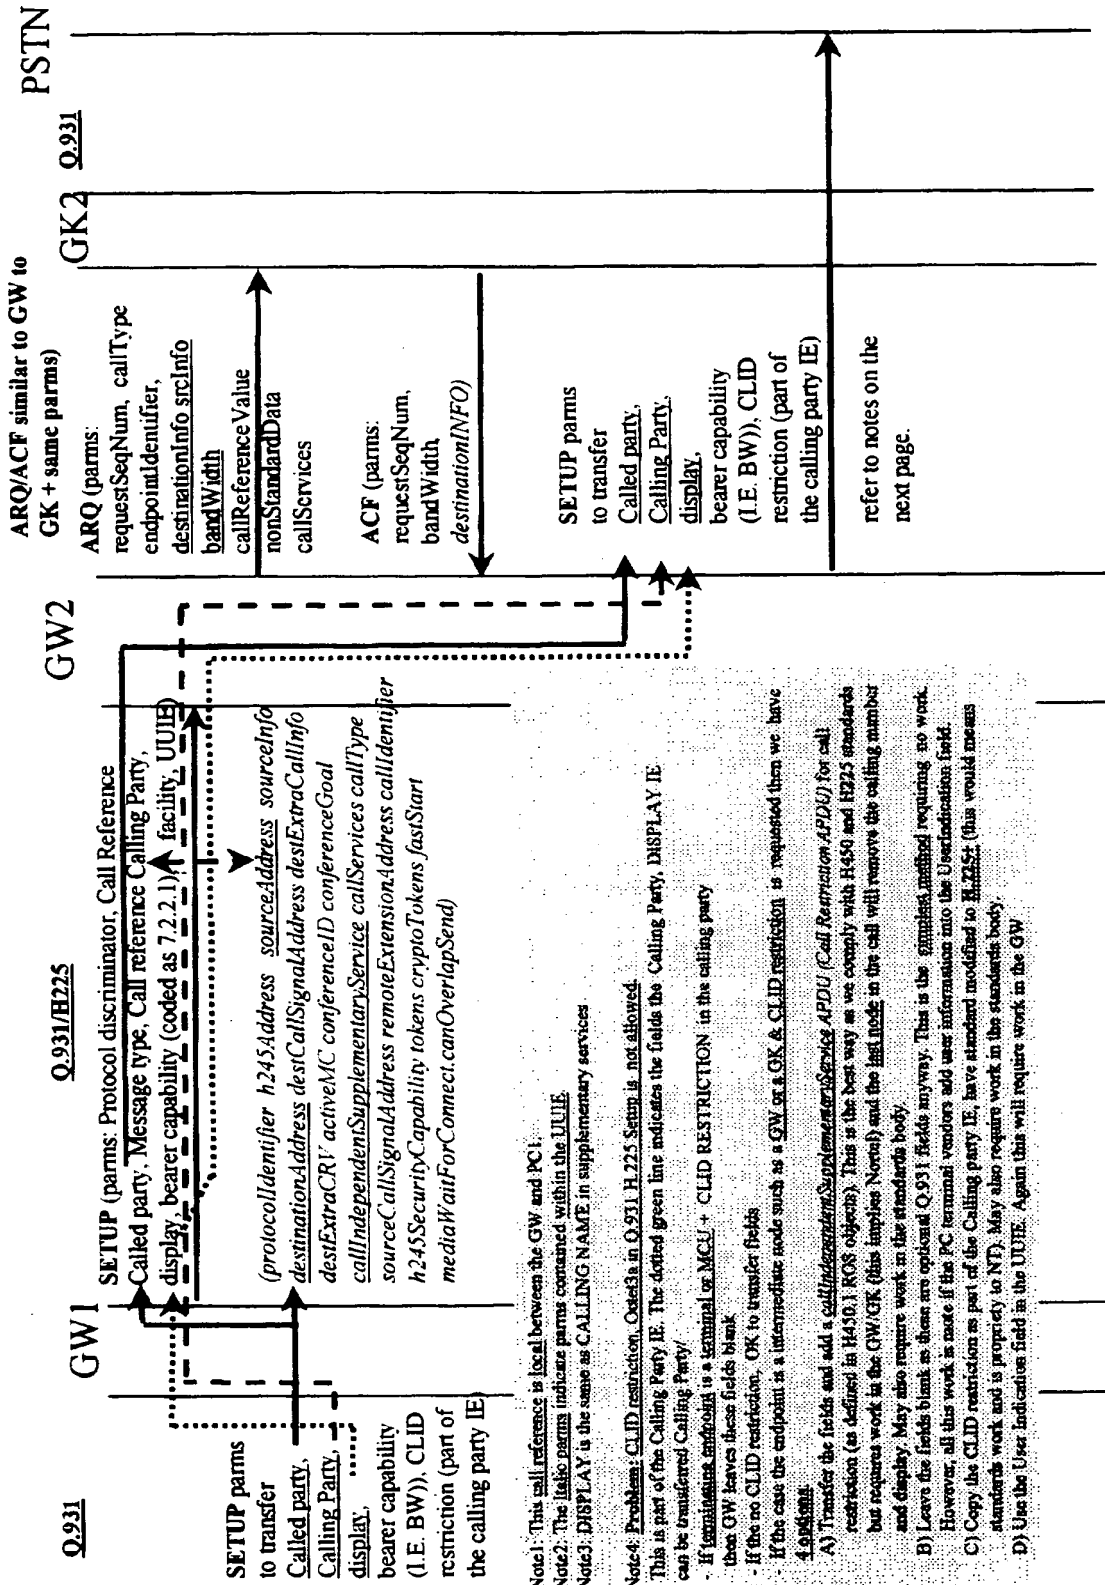 Q.931
GW1
Q.931/H225
GW2
ARQ/ACF similar to GW to
GK + same parms)
GK2
Q.931
PSTN
SETUP parms
to transfer
Called party,
Calling Party,
display,
bearer capability
(I.E. BW)), CLID
restriction (part of
the calling party IE)
SETUP (parms: Protocol discriminator, Call Reference
Called party, Message type, Call reference Calling Party,
display, bearer capability (coded as 7.2.2.1), facility, UUIE)
(protocolIdentifier h245Address sourceAddress sourceInfo
destinationAddress destCallSignalAddress destExtraCallInfo
destExtraCRV activeMC conferenceID conferenceGoal
callIndependentSupplementaryService callServices callType
sourceCallSignalAddress remoteExtensionAddress callIdentifier
h245SecurityCapability tokens cryptoTokens fastStart
mediaWaitForConnect.canOverlapSend)
ARQ (parms:
requestSeqNum, callType
endpointIdentifier,
destinationInfo srcInfo
bandWidth
callReferenceValue
nonStandardData
callServices
ACF (parms:
requestSeqNum,
bandWidth
destinationINFO)
SETUP parms
to transfer
Called party,
Calling Party,
display,
bearer capability
(I.E. BW)), CLID
restriction (part of
the calling party IE)
refer to notes on the
next page.
Note1: This call reference is local between the GW and PC1.
Note2: The Italic parms indicate parms contained within the UUIE.
Note3: DISPLAY is the same as CALLING NAME in supplementary services
Note4: Problem: CLID restriction, Octet3a in Q.931 H.225 Setup is not allowed.
This is part of the Calling Party IE. The dotted green line indicates the fields the Calling Party, DISPLAY IE
can be transferred Calling Party/
- If terminating endpoint is a terminal or MCU + CLID RESTRICTION in the calling party
then GW leaves these fields blank
- If the no CLID restriction, OK to transfer fields
- If the case the endpoint is a intermediate node such as a GW or a GK & CLID restriction is requested then we have
4 options
A) Transfer the fields and add a callIndependantSupplementaryService APDU (Call Restriction APDU) for call
restriction (as defined in H450.1 ROS objects). This is the best way as we comply with H450 and H225 standards
but requires work in the GW/GK (this implies Nortel) and the last node in the call will remove the calling number
and display. May also require work in the standards body.
B) Leave the fields blank as these are optional Q.931 fields anyway. This is the simplest method requiring no work.
However, all this work is mote if the PC terminal vendors add user information into the UserIndication field.
C) Copy the CLID restriction as part of the Calling party IE, have standard modified to H.225+ (this would means
standards work and is propriety to NT). May also require work in the standards body.
D) Use the User Indication field in the UUIE. Again this will require work in the GW